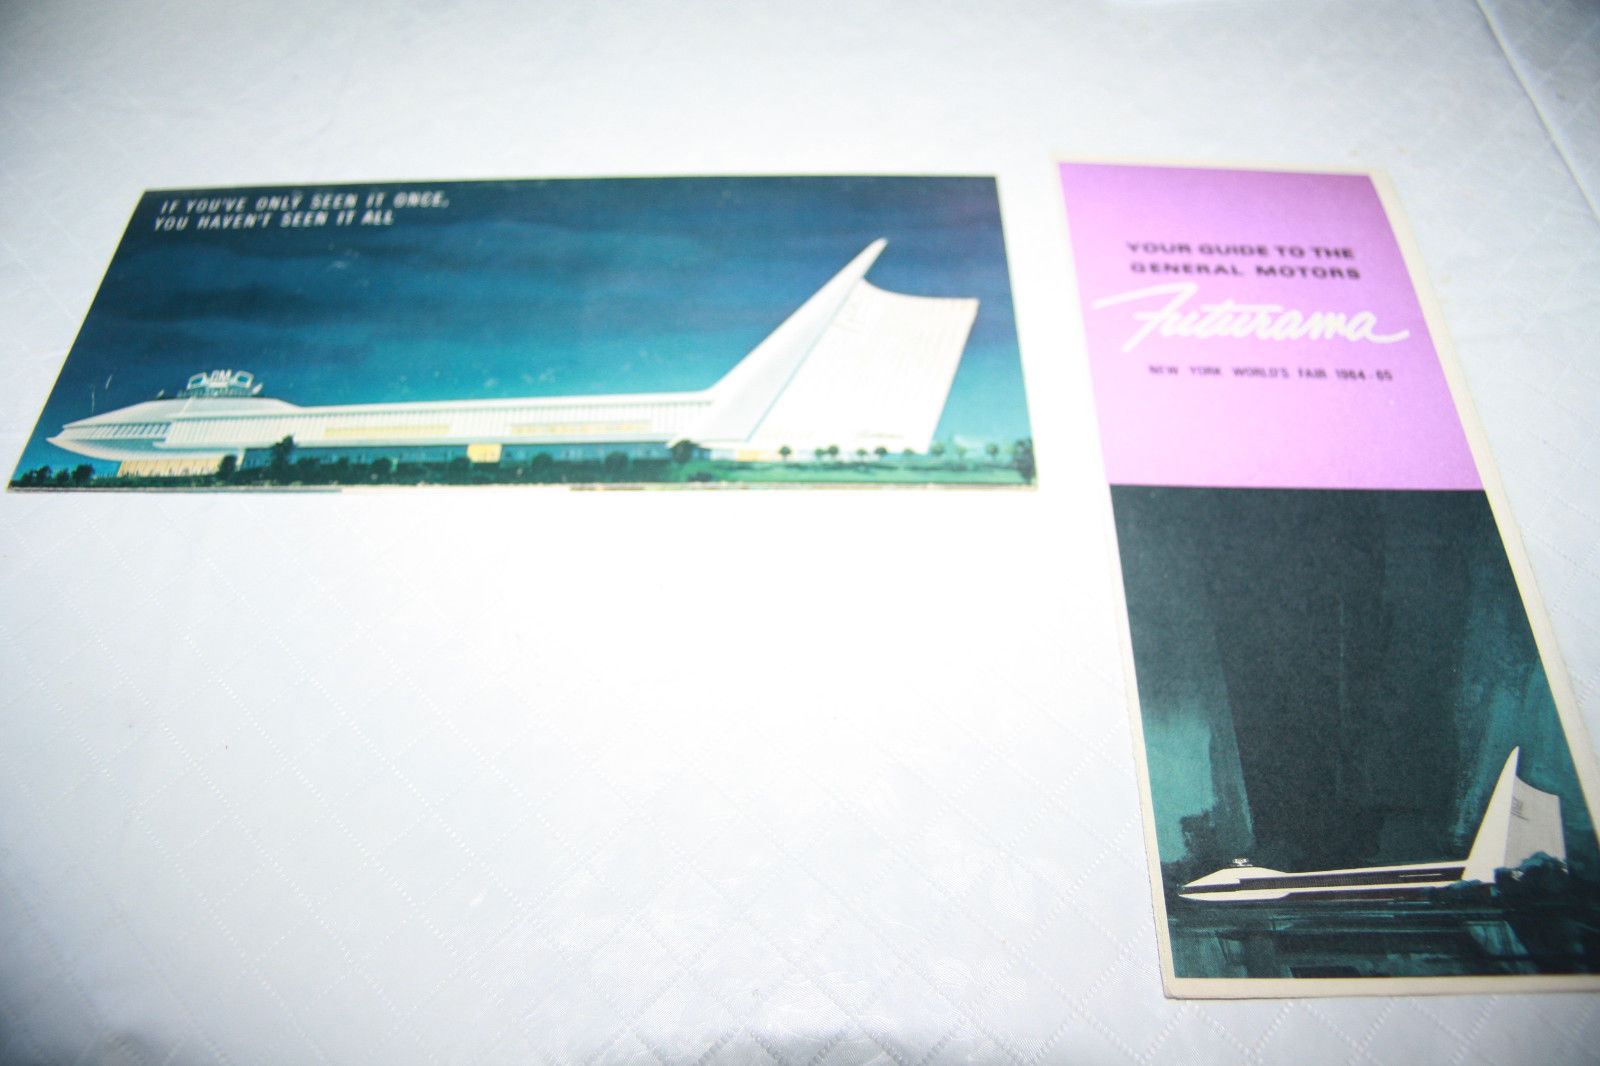 IF YOU'VE ONLY SEEN IT ONCE,
YOU HAVEN'T SEEN IT ALL
GM
YOUR GUIDE TO THE
GENERAL MOTORS
Futurama
NEW YORK WORLD'S FAIR 1964-65